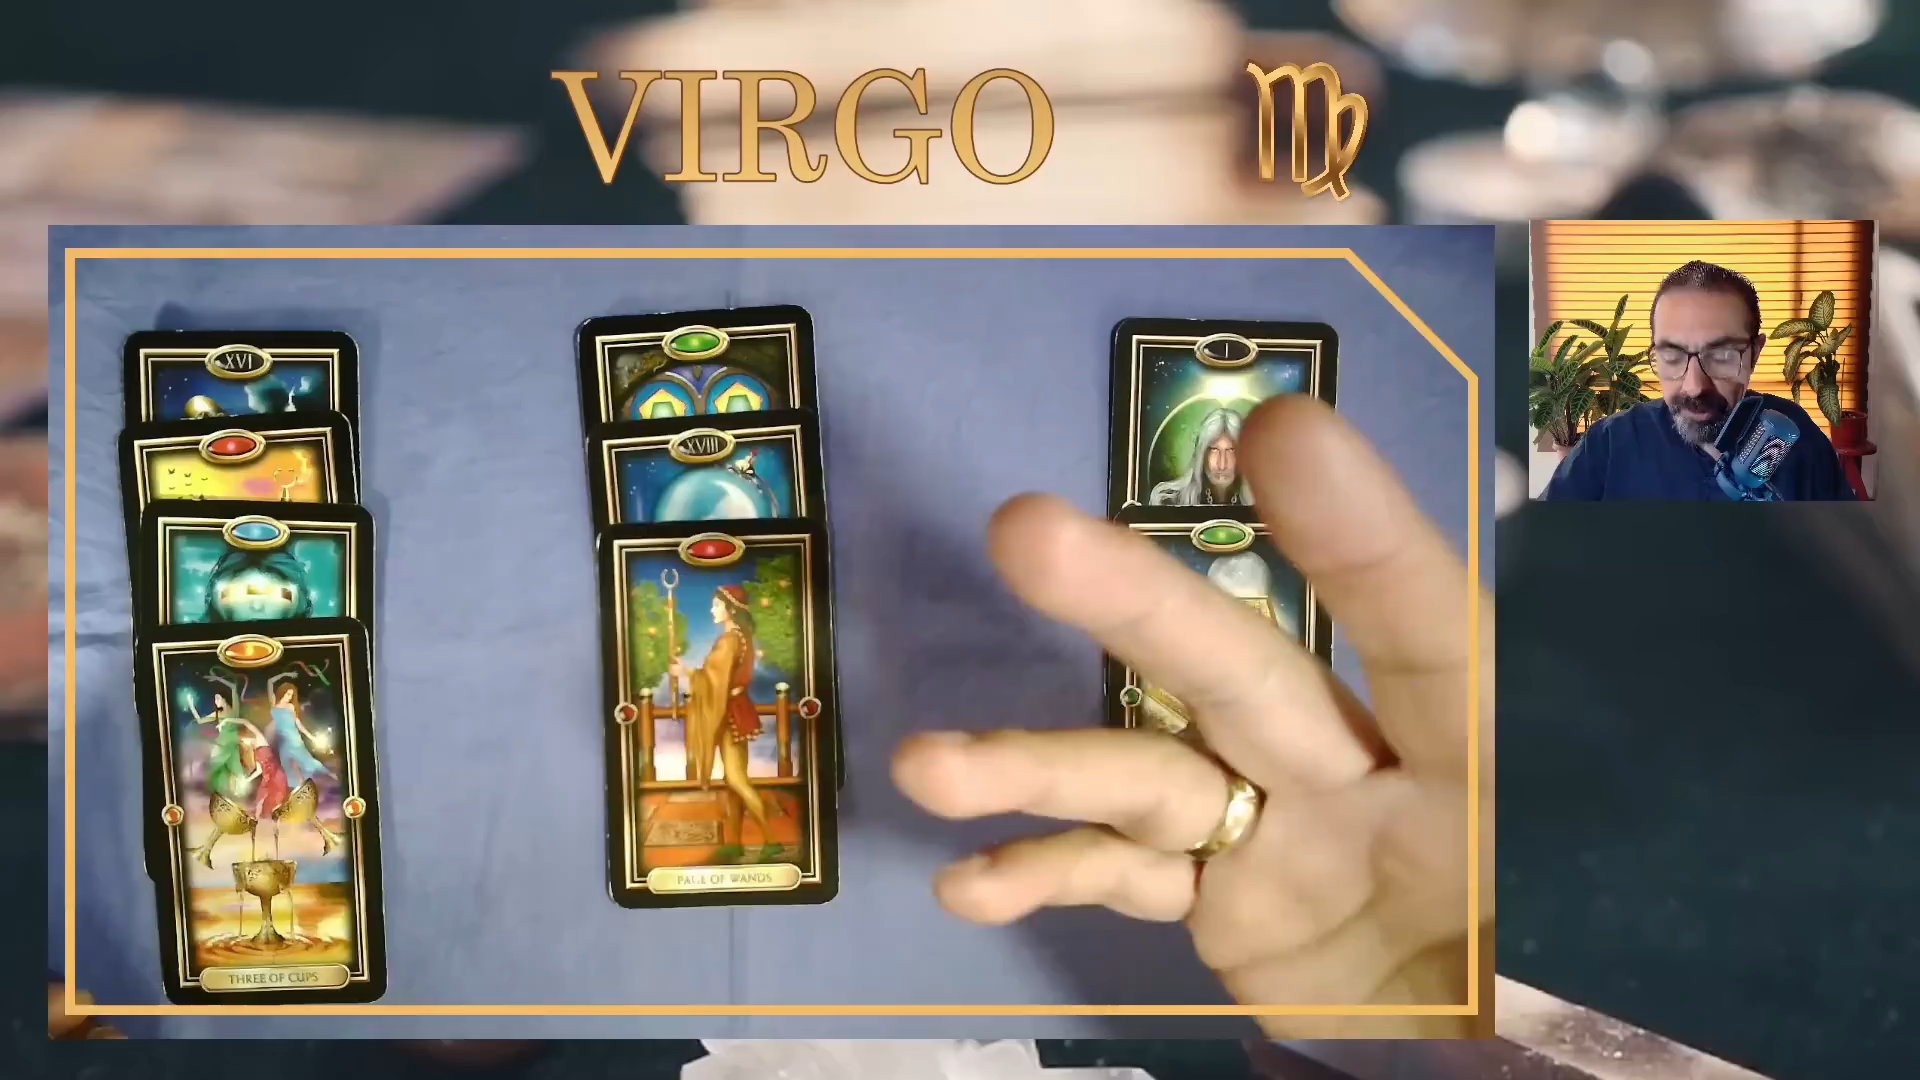 VIRGO
XVI
XVIII
I
PAGE OF WANDS
THREE OF CUPS